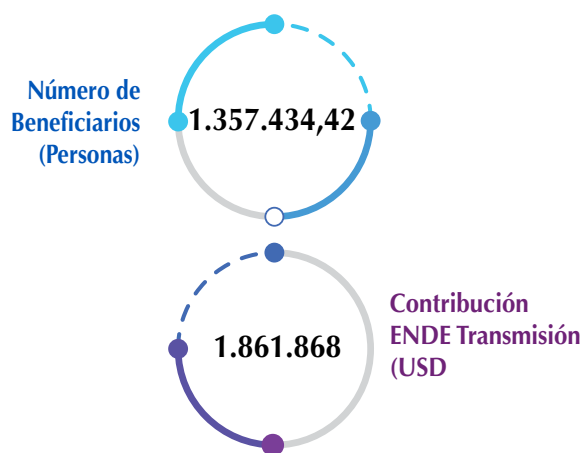 Número de
Beneficiarios
(Personas)
1.357.434,42
1.861.868
Contribución
ENDE Transmisión
(USD